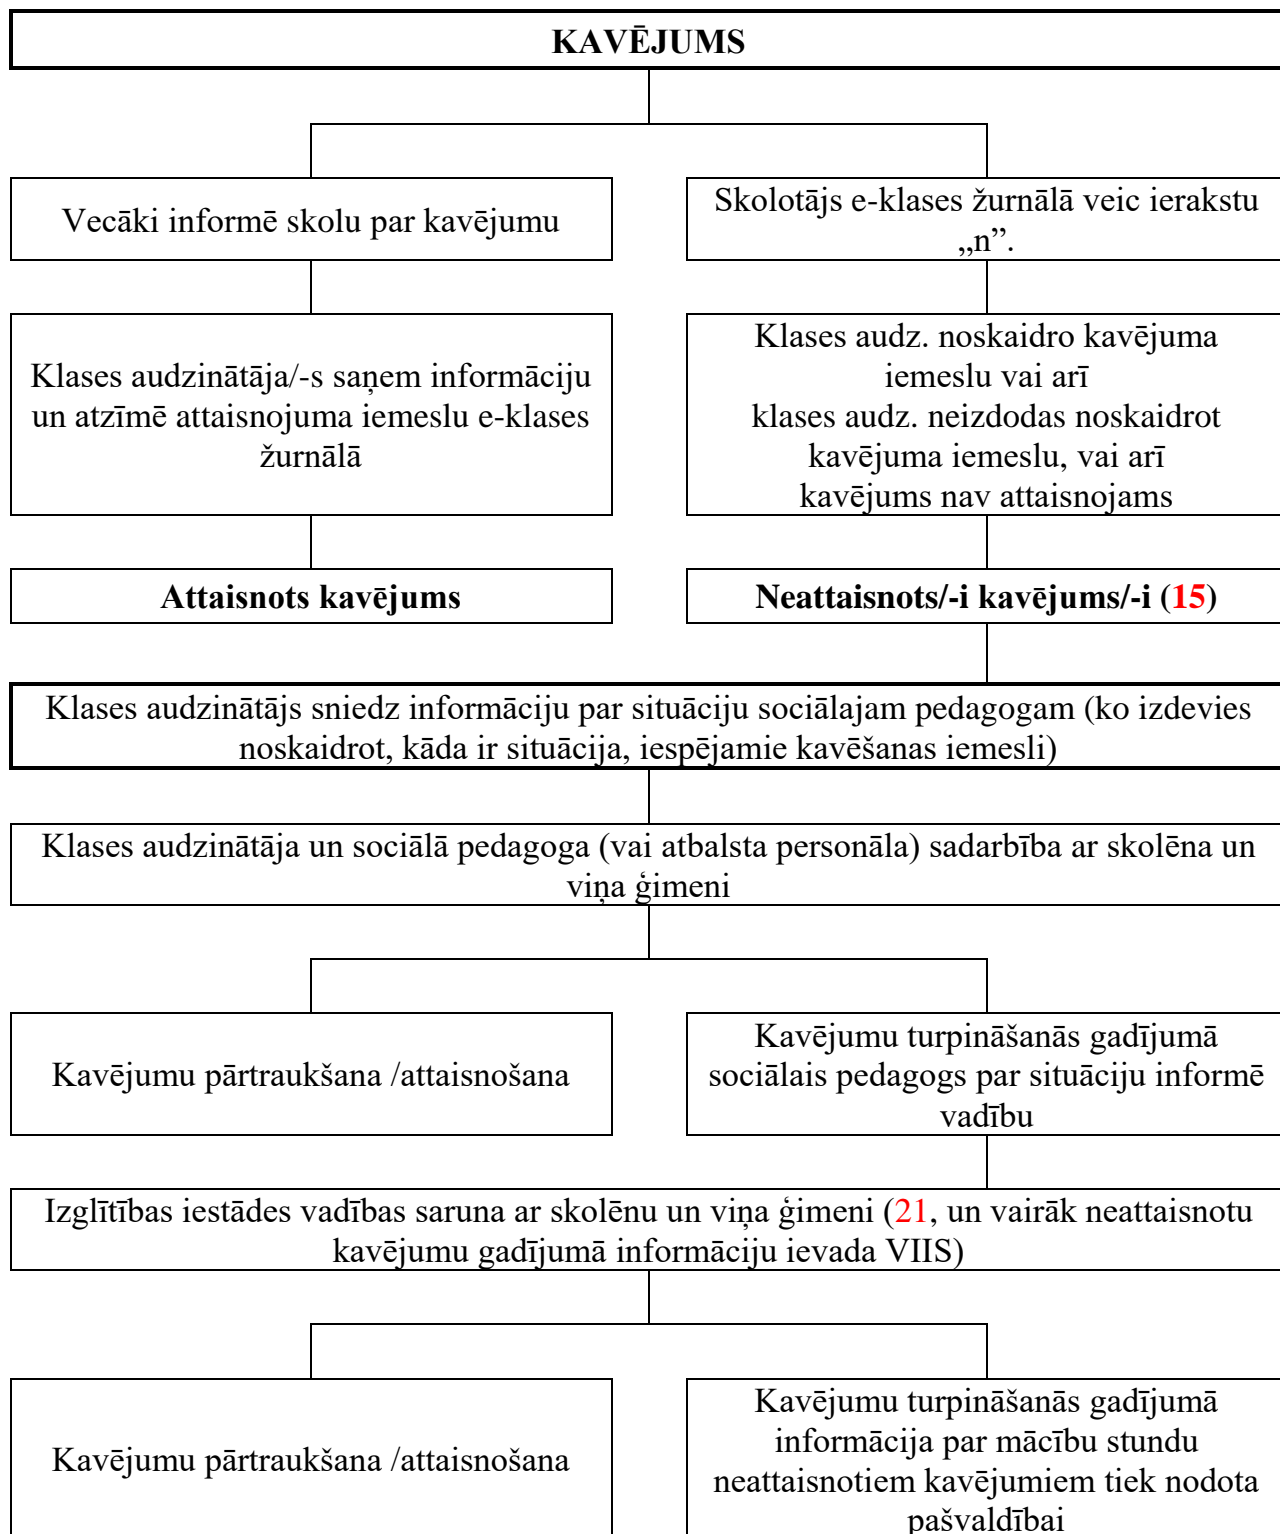 KAVĒJUMS
Vecāki informē skolu par kavējumu
Skolotājs e-klases žurnālā veic ierakstu
„n”.
Klases audzinātāja/-s saņem informāciju
un atzīmē attaisnojuma iemeslu e-klases
žurnālā
Klases audz. noskaidro kavējuma
iemeslu vai arī
klases audz. neizdodas noskaidrot
kavējuma iemeslu, vai arī
kavējums nav attaisnojams
Attaisnots kavējums
Neattaisnots/-i kavējums/-i (15)
Klases audzinātājs sniedz informāciju par situāciju sociālajam pedagogam (ko izdevies
noskaidrot, kāda ir situācija, iespējamie kavēšanas iemesli)
Klases audzinātāja un sociālā pedagoga (vai atbalsta personāla) sadarbība ar skolēna un
viņa ģimeni
Kavējumu pārtraukšana /attaisnošana
Kavējumu turpināšanās gadījumā
sociālais pedagogs par situāciju informē
vadību
Izglītības iestādes vadības saruna ar skolēnu un viņa ģimeni (21, un vairāk neattaisnotu
kavējumu gadījumā informāciju ievada VIIS)
Kavējumu pārtraukšana /attaisnošana
Kavējumu turpināšanās gadījumā
informācija par mācību stundu
neattaisnotiem kavējumiem tiek nodota
pašvaldībai